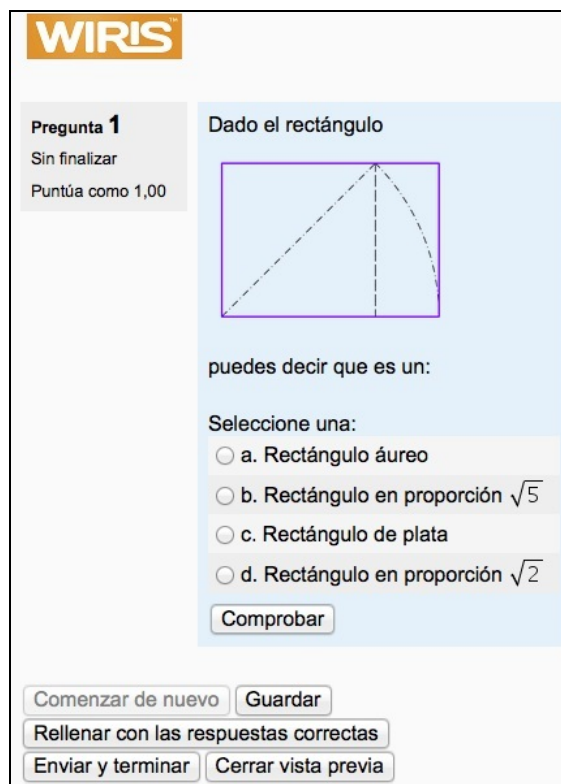 WIRIS™
Pregunta 1
Sin finalizar
Puntúa como 1,00
Dado el rectángulo
puedes decir que es un:
Seleccione una:
a. Rectángulo áureo
b. Rectángulo en proporción √5
c. Rectángulo de plata
d. Rectángulo en proporción √2
Comprobar
Comenzar de nuevo Guardar
Rellenar con las respuestas correctas
Enviar y terminar Cerrar vista previa